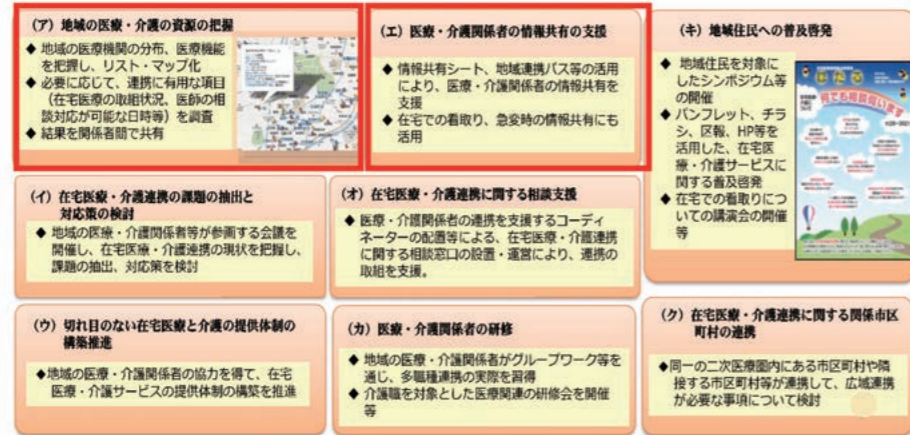 （ア）地域の医療・介護の資源の把握
◆ 地域の医療機関の分布、医療機能
を把握し、リスト・マップ化
◆ 必要に応じて、連携に有用な項目
（在宅医療の取組状況、医師の相
談対応が可能な日時等）を調査
◆ 結果を関係者間で共有
（エ）医療・介護関係者の情報共有の支援
◆ 情報共有シート、地域連携パス等の活用
により、医療・介護関係者の情報共有を
支援
◆ 在宅での看取り、急変時の情報共有にも
活用
（キ）地域住民への普及啓発
◆ 地域住民を対象に
したシンポジウム等
の開催
◆ パンフレット、チラ
シ、区報、HP等を
活用した、在宅医
療・介護サービスに
関する普及啓発
◆ 在宅での看取りに
ついての講演会の開催
等
何でも相談伺います
（イ）在宅医療・介護連携の課題の抽出と
対応策の検討
◆ 地域の医療・介護関係者等が参画する会議を
開催し、在宅医療・介護連携の現状を把握し、
課題の抽出、対応策を検討
（オ）在宅医療・介護連携に関する相談支援
◆ 医療・介護関係者の連携を支援するコーディ
ネーターの配置等による、在宅医療・介護連携
に関する相談窓口の設置・運営により、連携の
取組を支援。
（ウ）切れ目のない在宅医療と介護の提供体制の
構築推進
◆地域の医療・介護関係者の協力を得て、在宅
医療・介護サービスの提供体制の構築を推進
（カ）医療・介護関係者の研修
◆ 地域の医療・介護関係者がグループワーク等を
通じ、多職種連携の実際を習得
◆ 介護職を対象とした医療関連の研修会を開催
等
（ク）在宅医療・介護連携に関する関係市区
町村の連携
◆同一の二次医療圏内にある市区町村や隣
接する市区町村等が連携して、広域連携
が必要な事項について検討